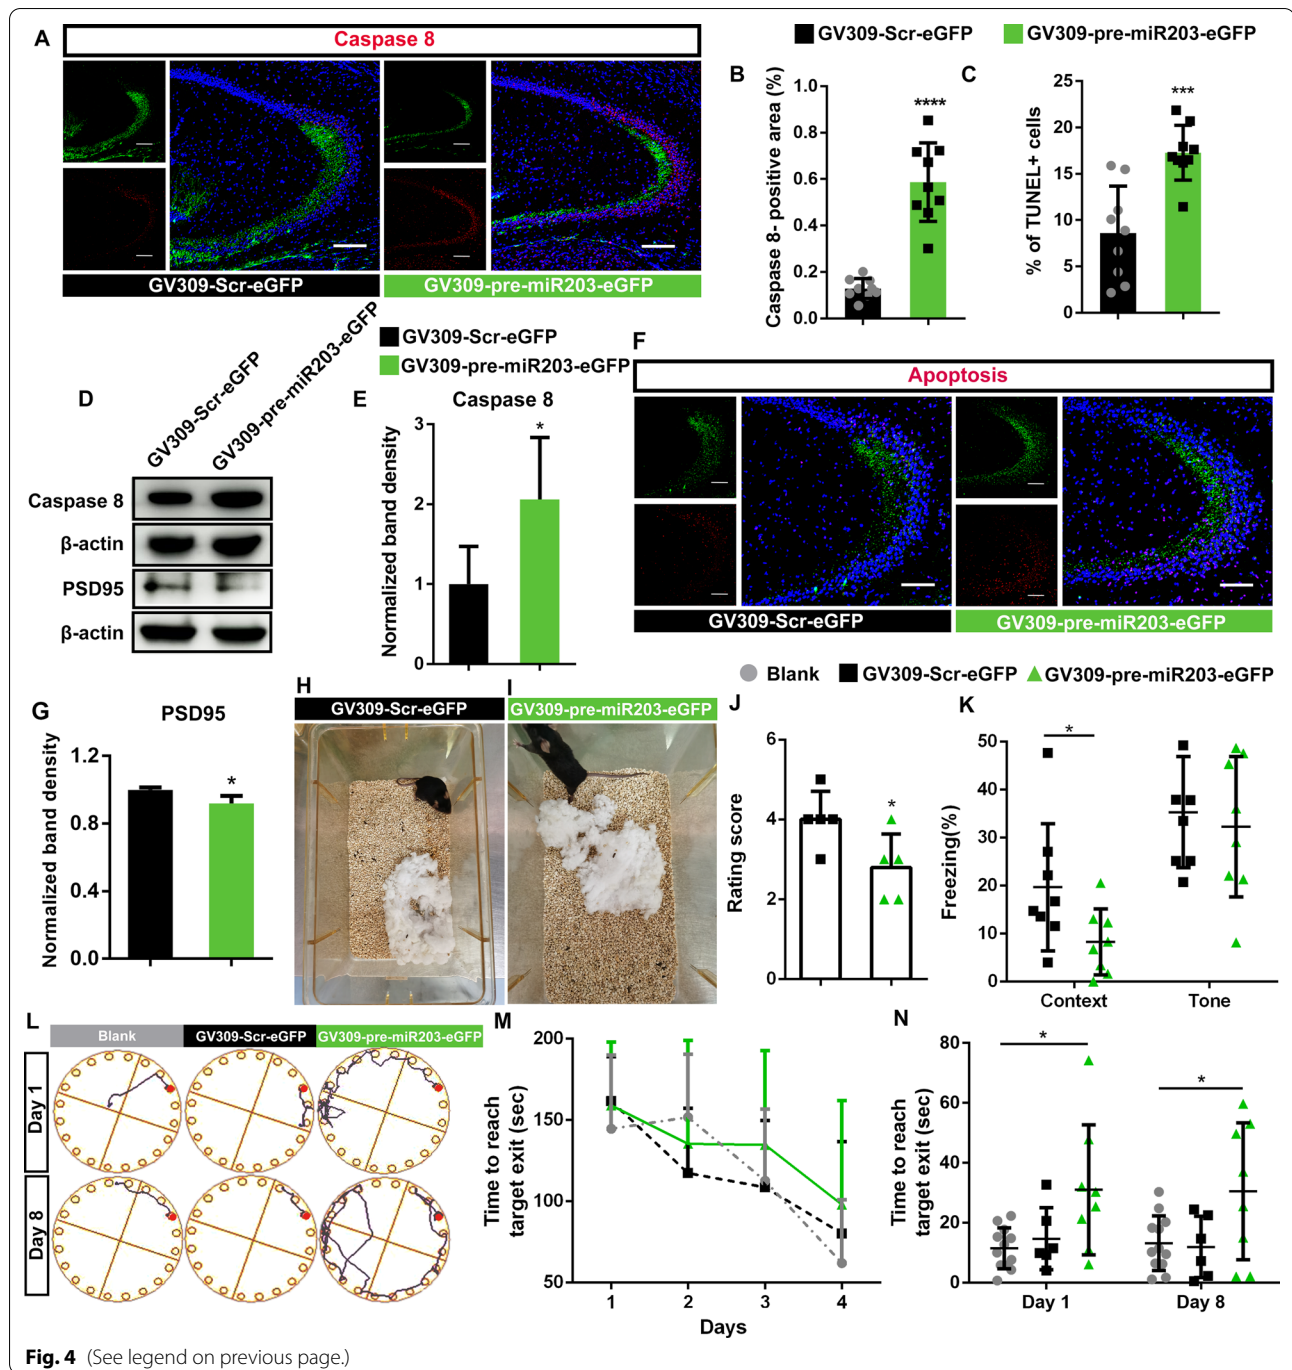 A
Caspase 8
GV309-Scr-eGFP
GV309-pre-miR203-eGFP
GV309-Scr-eGFP
GV309-pre-miR203-eGFP
B
Caspase 8- positive area (%)
1.0
0.8
0.6
0.4
0.2
0.0
****
C
% of TUNEL+ cells
25
20
15
10
5
0
***
D
GV309-Scr-eGFP
GV309-pre-miR203-eGFP
Caspase 8
β-actin
PSD95
β-actin
GV309-Scr-eGFP
GV309-pre-miR203-eGFP
E
Caspase 8
Normalized band density
3
2
1
0
*
F
Apoptosis
GV309-Scr-eGFP
GV309-pre-miR203-eGFP
G
PSD95
Normalized band density
1.2
0.8
0.4
0.0
*
H
GV309-Scr-eGFP
I
GV309-pre-miR203-eGFP
Blank
GV309-Scr-eGFP
GV309-pre-miR203-eGFP
J
Rating score
6
4
2
0
*
K
Freezing(%)
50
40
30
20
10
0
*
Context
Tone
L
Blank
GV309-Scr-eGFP
GV309-pre-miR203-eGFP
Day 1
Day 8
M
Time to reach
target exit (sec)
200
150
100
50
1
2
3
4
Days
N
Time to reach
target exit (sec)
80
60
40
20
0
*
*
Day 1
Day 8
Fig. 4 (See legend on previous page.)